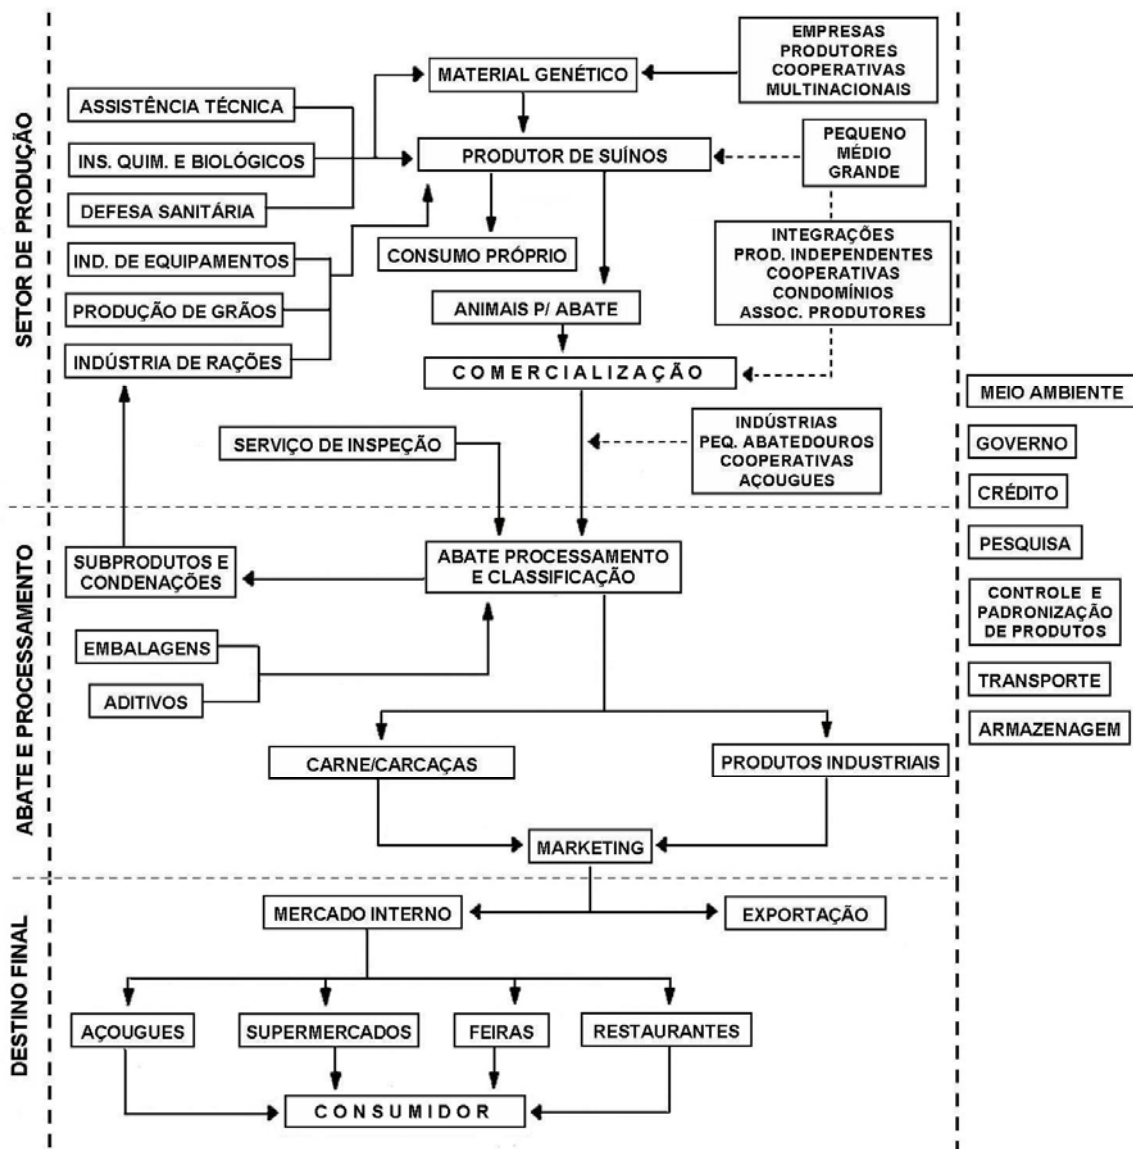 SETOR DE PRODUÇÃO
EMPRESAS
PRODUTORES
COOPERATIVAS
MULTINACIONAIS
MATERIAL GENÉTICO
ASSISTÊNCIA TÉCNICA
INS. QUIM. E BIOLÓGICOS
DEFESA SANITÁRIA
PRODUTOR DE SUÍNOS
PEQUENO
MÉDIO
GRANDE
IND. DE EQUIPAMENTOS
PRODUÇÃO DE GRÃOS
INDÚSTRIA DE RAÇÕES
CONSUMO PRÓPRIO
INTEGRAÇÕES
PROD. INDEPENDENTES
COOPERATIVAS
CONDOMÍNIOS
ASSOC. PRODUTORES
ANIMAIS P/ ABATE
COMERCIALIZAÇÃO
SERVIÇO DE INSPEÇÃO
INDÚSTRIAS
PEQ. ABATEDOUROS
COOPERATIVAS
AÇOUGUES
ABATE E PROCESSAMENTO
SUBPRODUTOS E
CONDENAÇÕES
ABATE PROCESSAMENTO
E CLASSIFICAÇÃO
EMBALAGENS
ADITIVOS
CARNE/CARCAÇAS
PRODUTOS INDUSTRIAIS
MARKETING
DESTINO FINAL
MERCADO INTERNO
EXPORTAÇÃO
AÇOUGUES
SUPERMERCADOS
FEIRAS
RESTAURANTES
CONSUMIDOR
MEIO AMBIENTE
GOVERNO
CRÉDITO
PESQUISA
CONTROLE E
PADRONIZAÇÃO
DE PRODUTOS
TRANSPORTE
ARMAZENAGEM